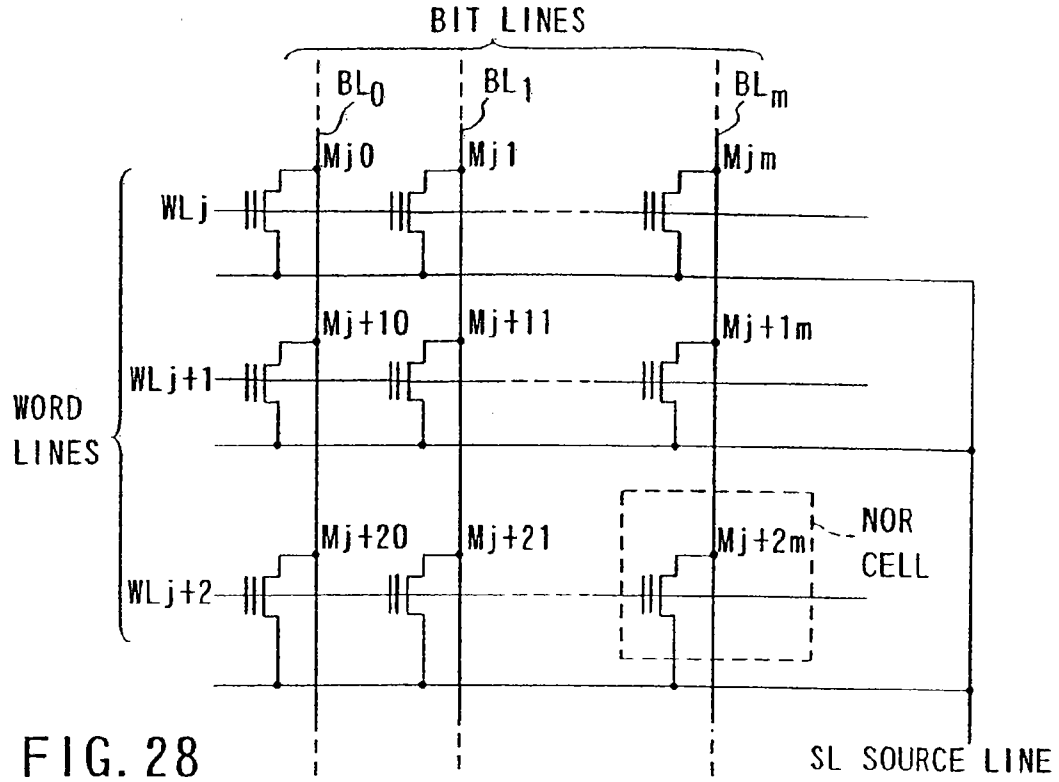 BIT LINES
BL0 BL1 BLm
Mj0 Mj1 Mjm
WLj
Mj+10 Mj+11 Mj+1m
WLj+1
WORD
LINES
Mj+20 Mj+21 Mj+2m
NOR
CELL
WLj+2
FIG. 28
SL SOURCE LINE